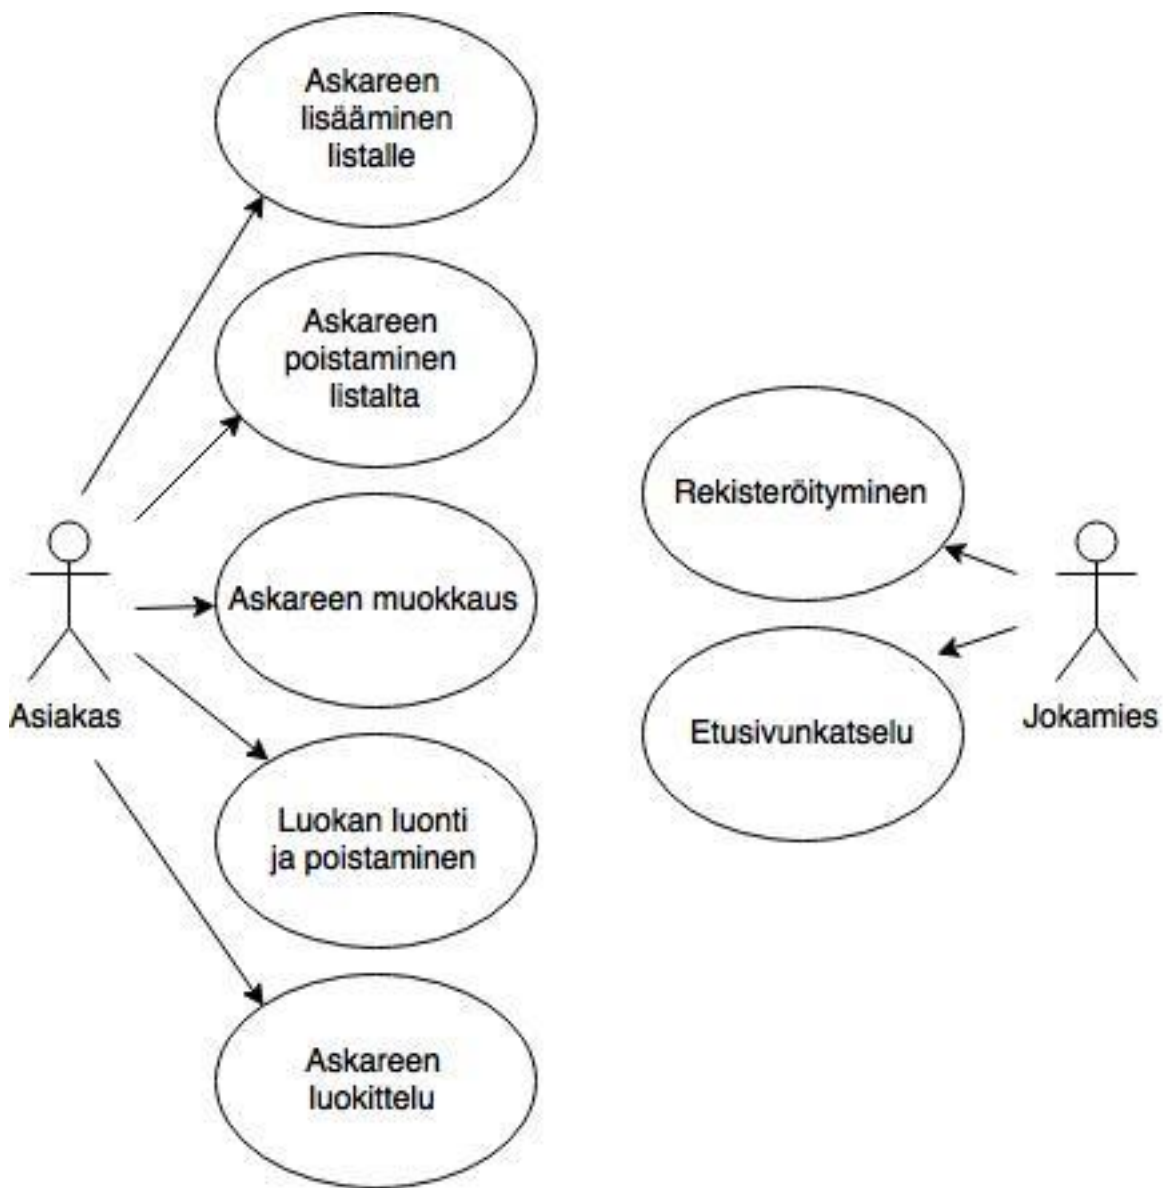 Askareen
lisääminen
listalle
Askareen
poistaminen
listalta
Askareen muokkaus
Asiakas
Luokan luonti
ja poistaminen
Askareen
luokittelu
Rekisteröityminen
Etusivunkatselu
Jokamies